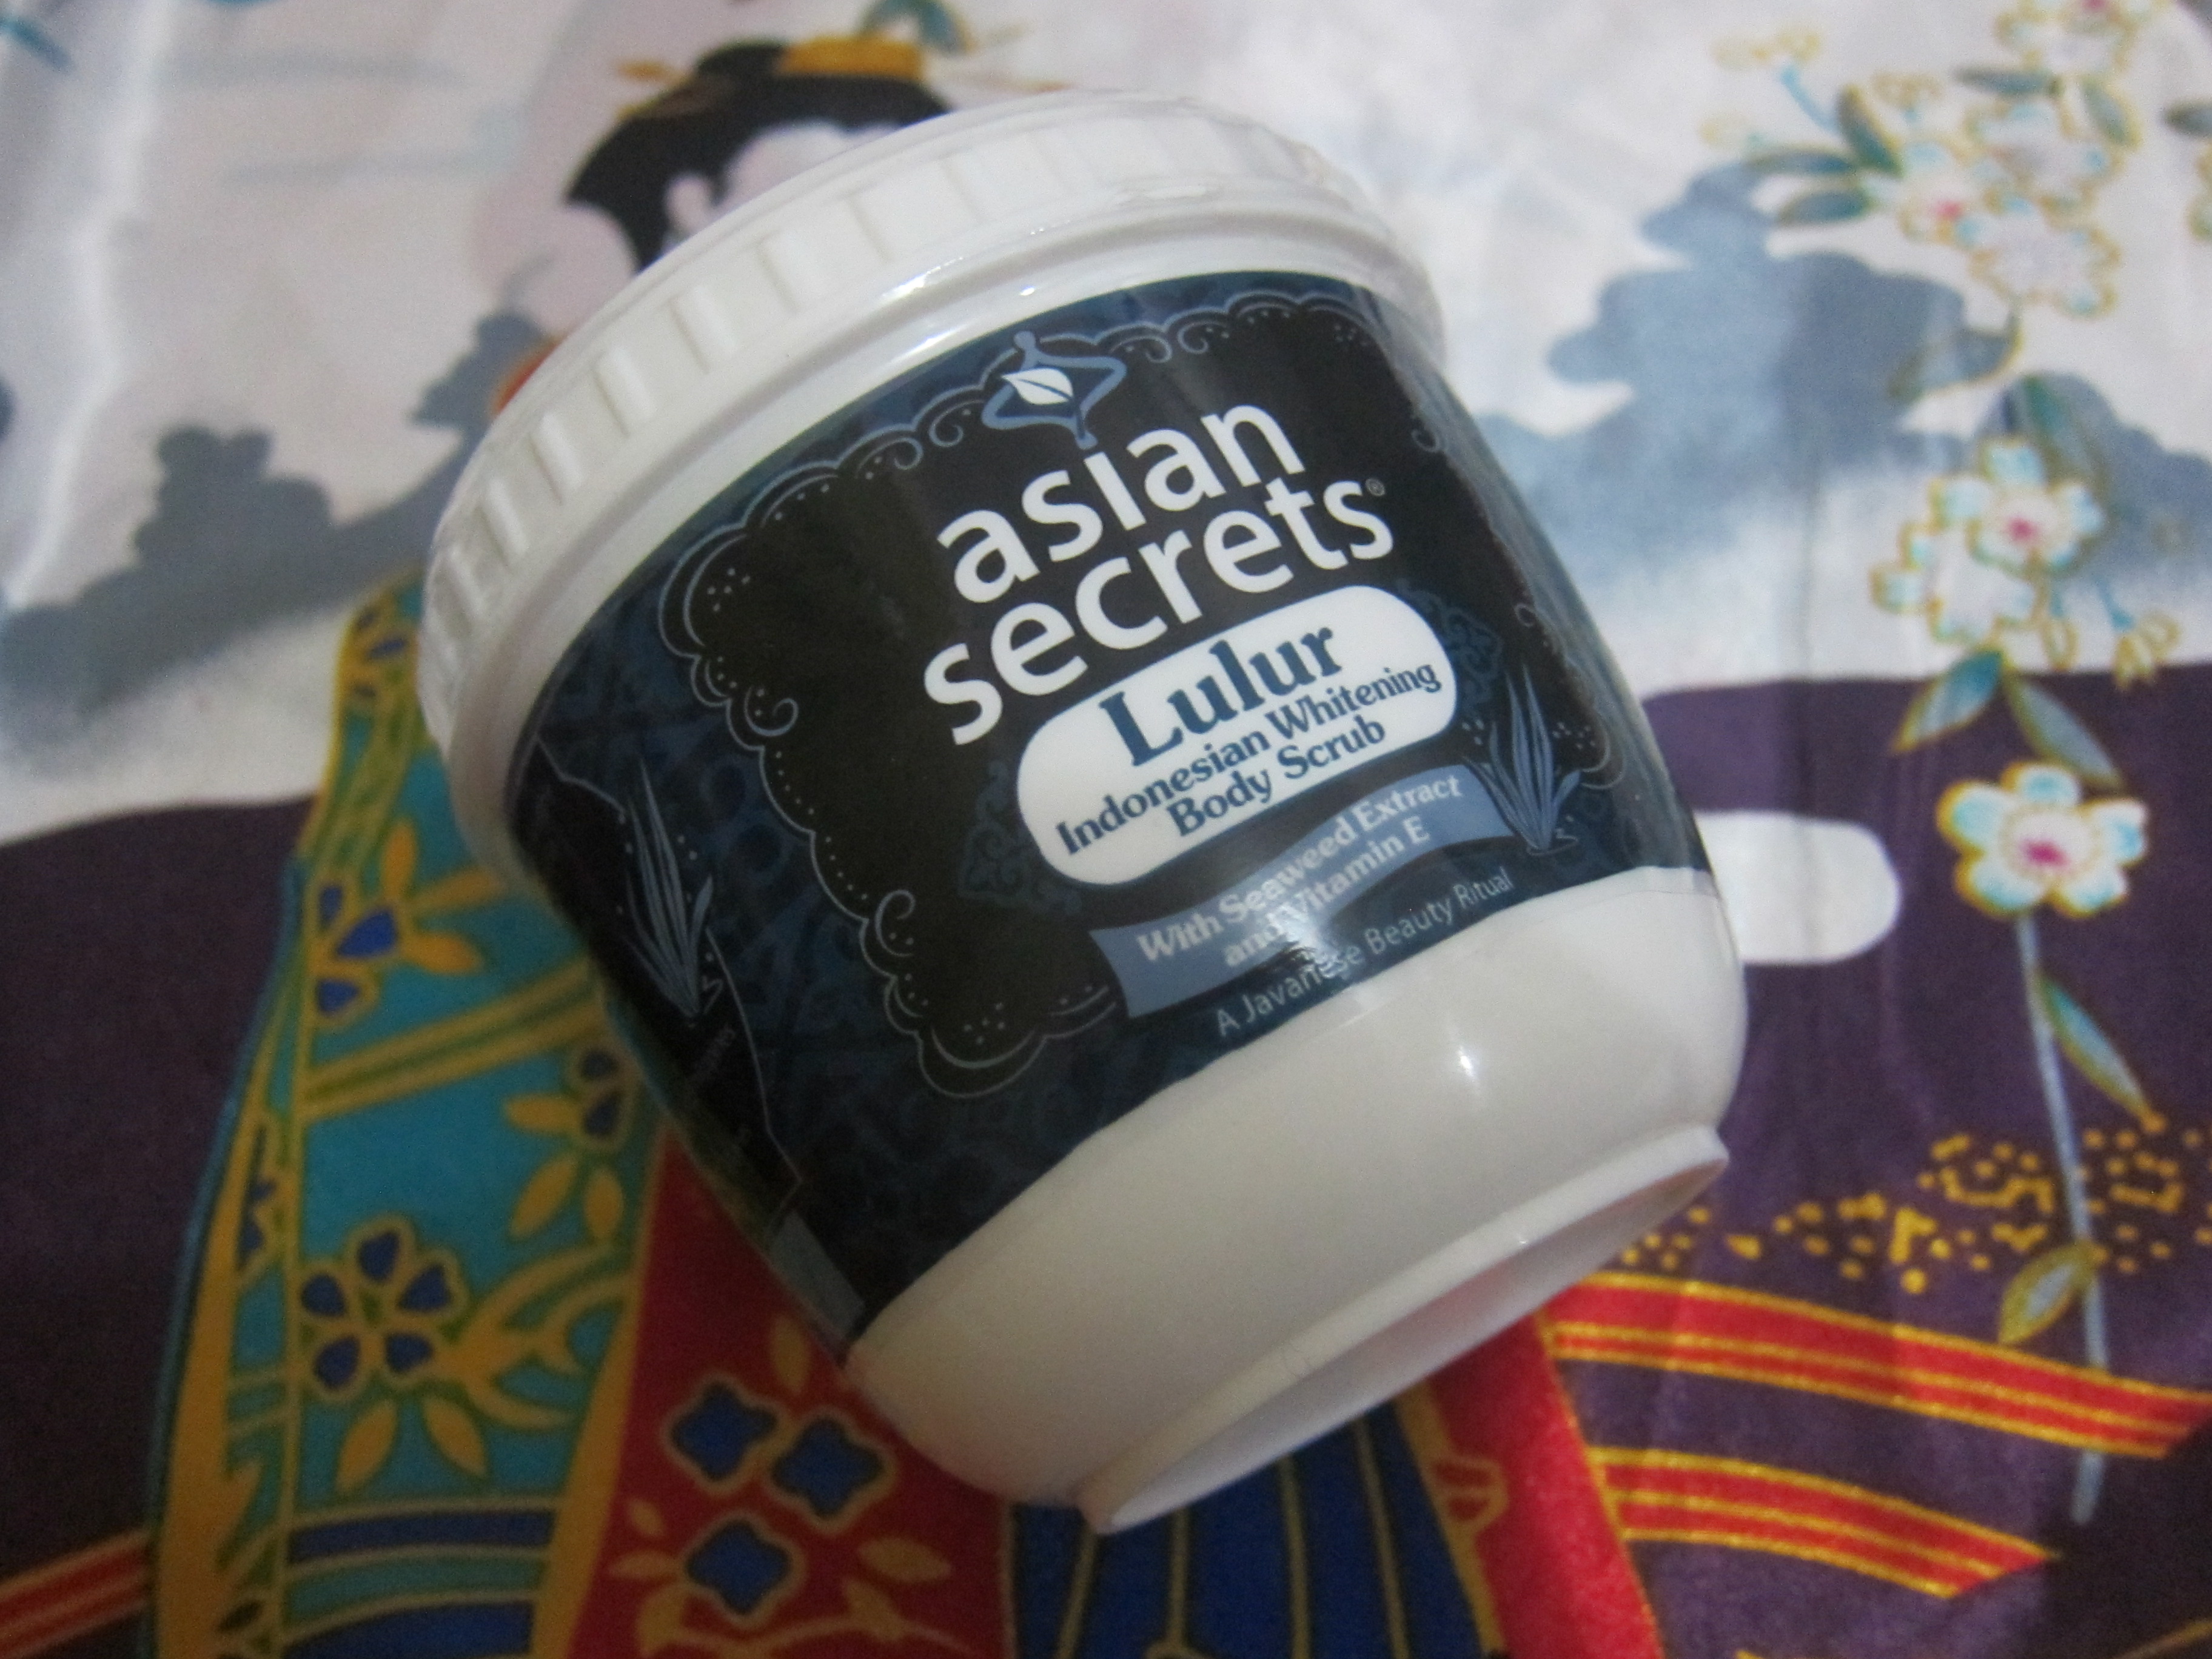 asian
secrets®
Lulur
Indonesian Whitening
Body Scrub
With Seaweed Extract
and Vitamin E
A Javanese Beauty Ritual